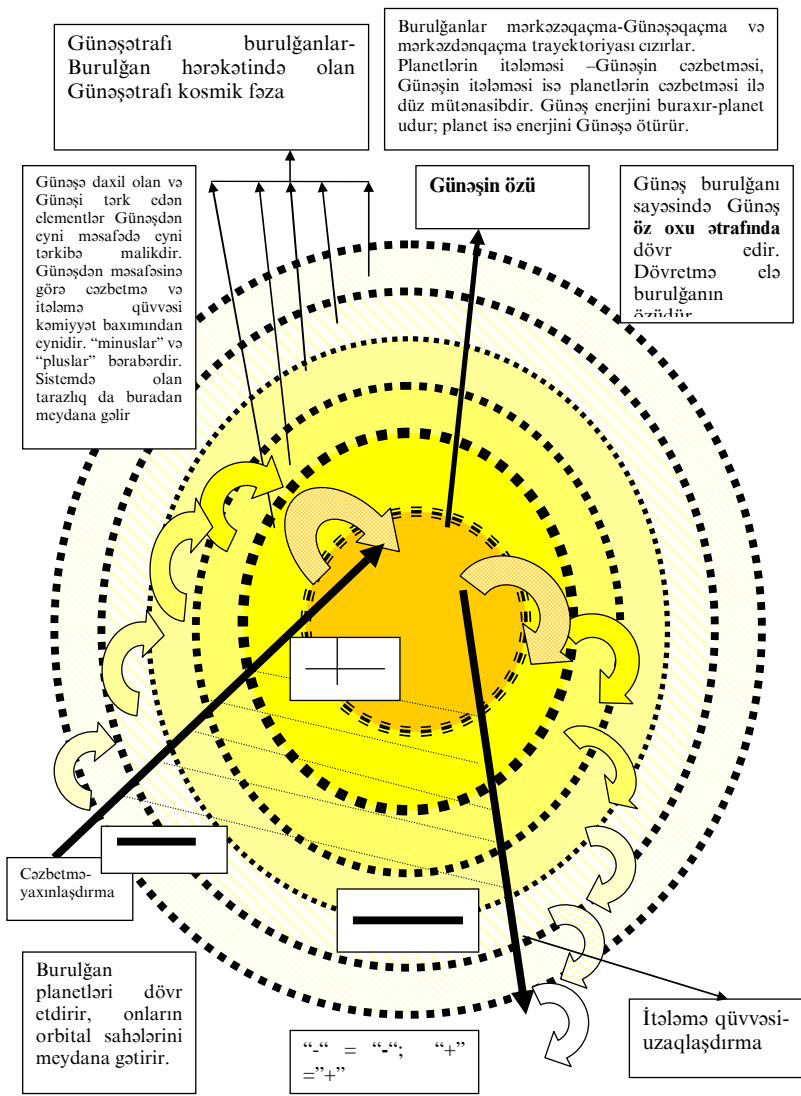 Günəşətrafı burulğanlar-
Burulğan hərəkətində olan
Günəşətrafı kosmik fəza
Burulğanlar mərkəzəqaçma-Günəşəqaçma və
mərkəzdənqaçma trayektoriyası cızırlar.
Planetlərin itələməsi –Günəşin cəzbetməsi,
Günəşin itələməsi isə planetlərin cəzbetməsi ilə
düz mütənasibdir. Günəş enerjini buraxır-planet
udur; planet isə enerjini Günəşə ötürür.
Günəşə daxil olan və
Günəşi tərk edən
elementlər Günəşdən
eyni məsafədə eyni
tərkibə malikdir.
Günəşdən məsafəsinə
görə cəzbetmə və
itələmə qüvvəsi
kəmiyyət baxımından
eynidir. “minuslar” və
“pluslar” bərabərdir.
Sistemdə olan
tarazlıq da buradan
meydana gəlir
Günəşin özü
Günəş burulğanı
sayəsində Günəş
öz oxu ətrafında
dövr edir.
Dövretmə elə
burulğanın
özüdür
Cəzbetmə-
yaxınlaşdırma
Burulğan
planetləri dövr
etdirir, onların
orbital sahələrini
meydana gətirir.
“-“ = “-“; “+”
=”+”
İtələmə qüvvəsi-
uzaqlaşdırma